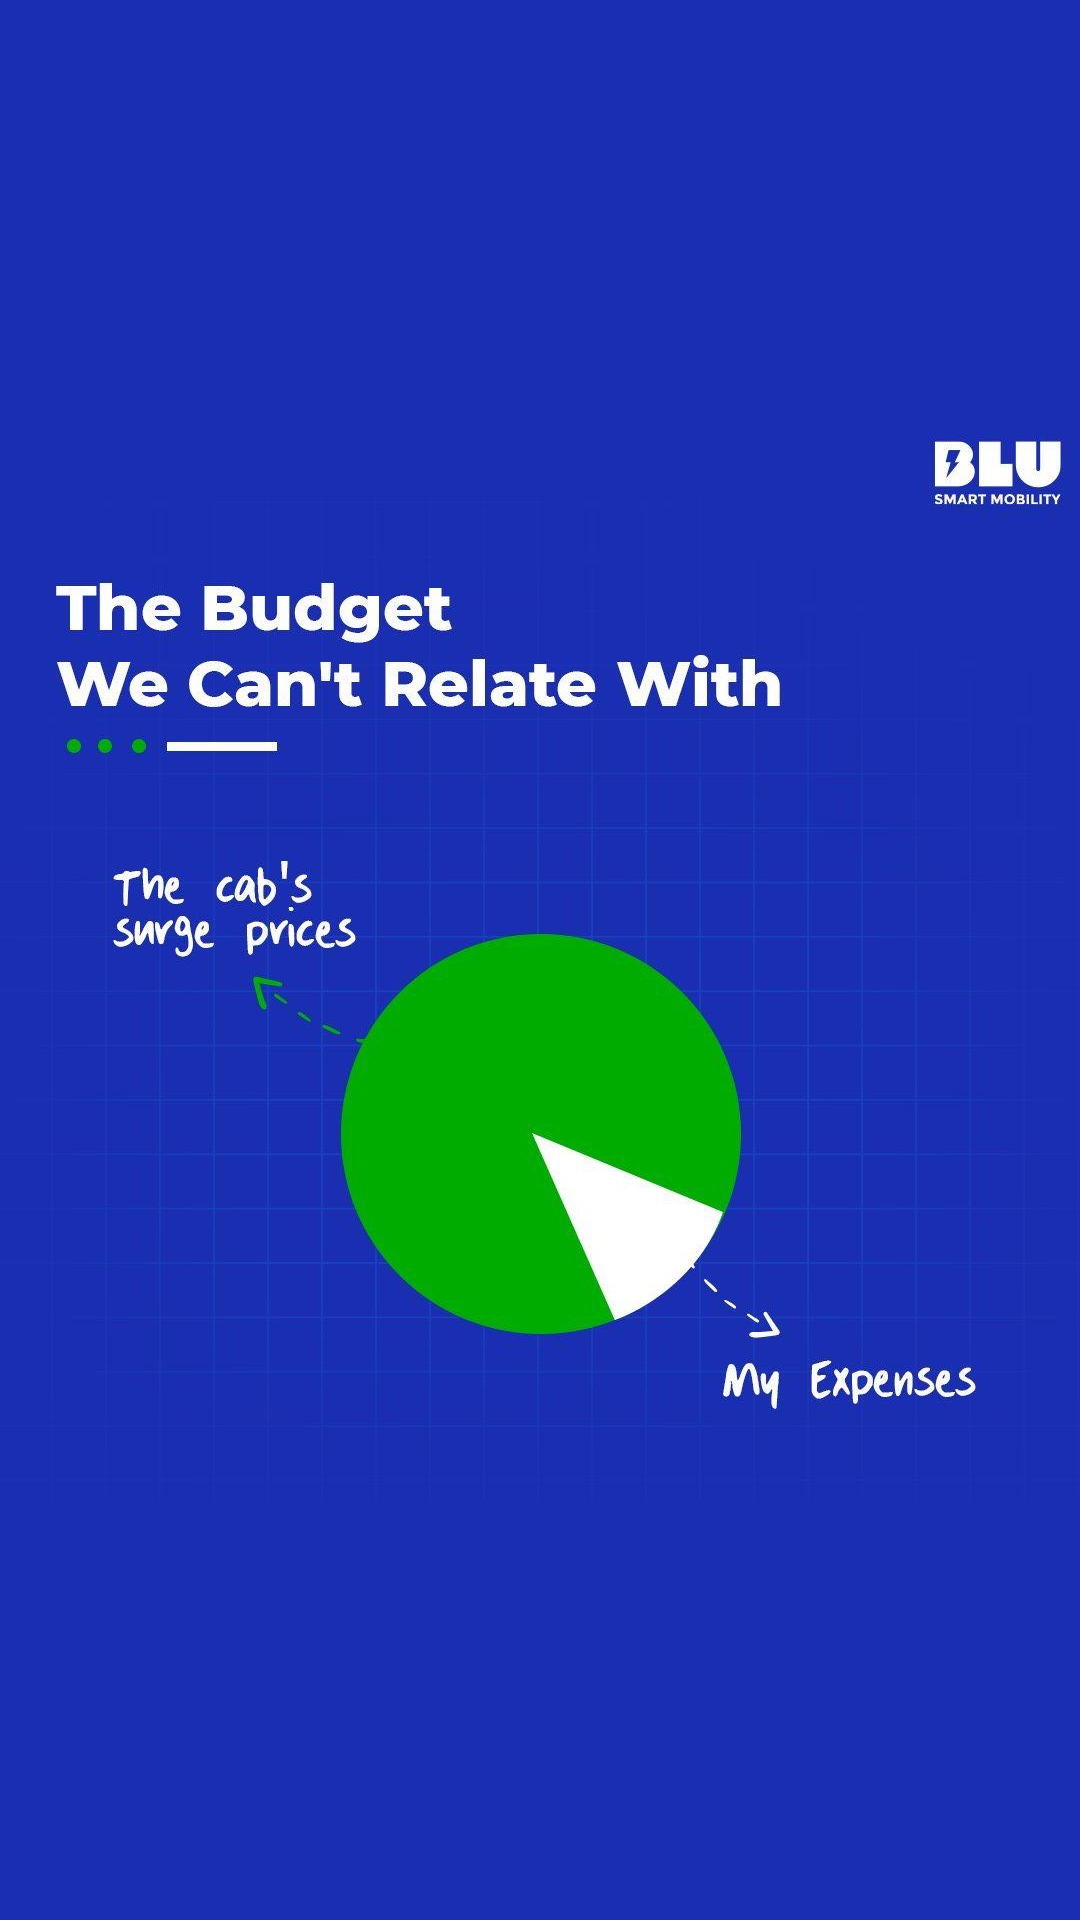 BLU
SMART MOBILITY
The Budget
We Can't Relate With
The cab's
surge prices
My Expenses